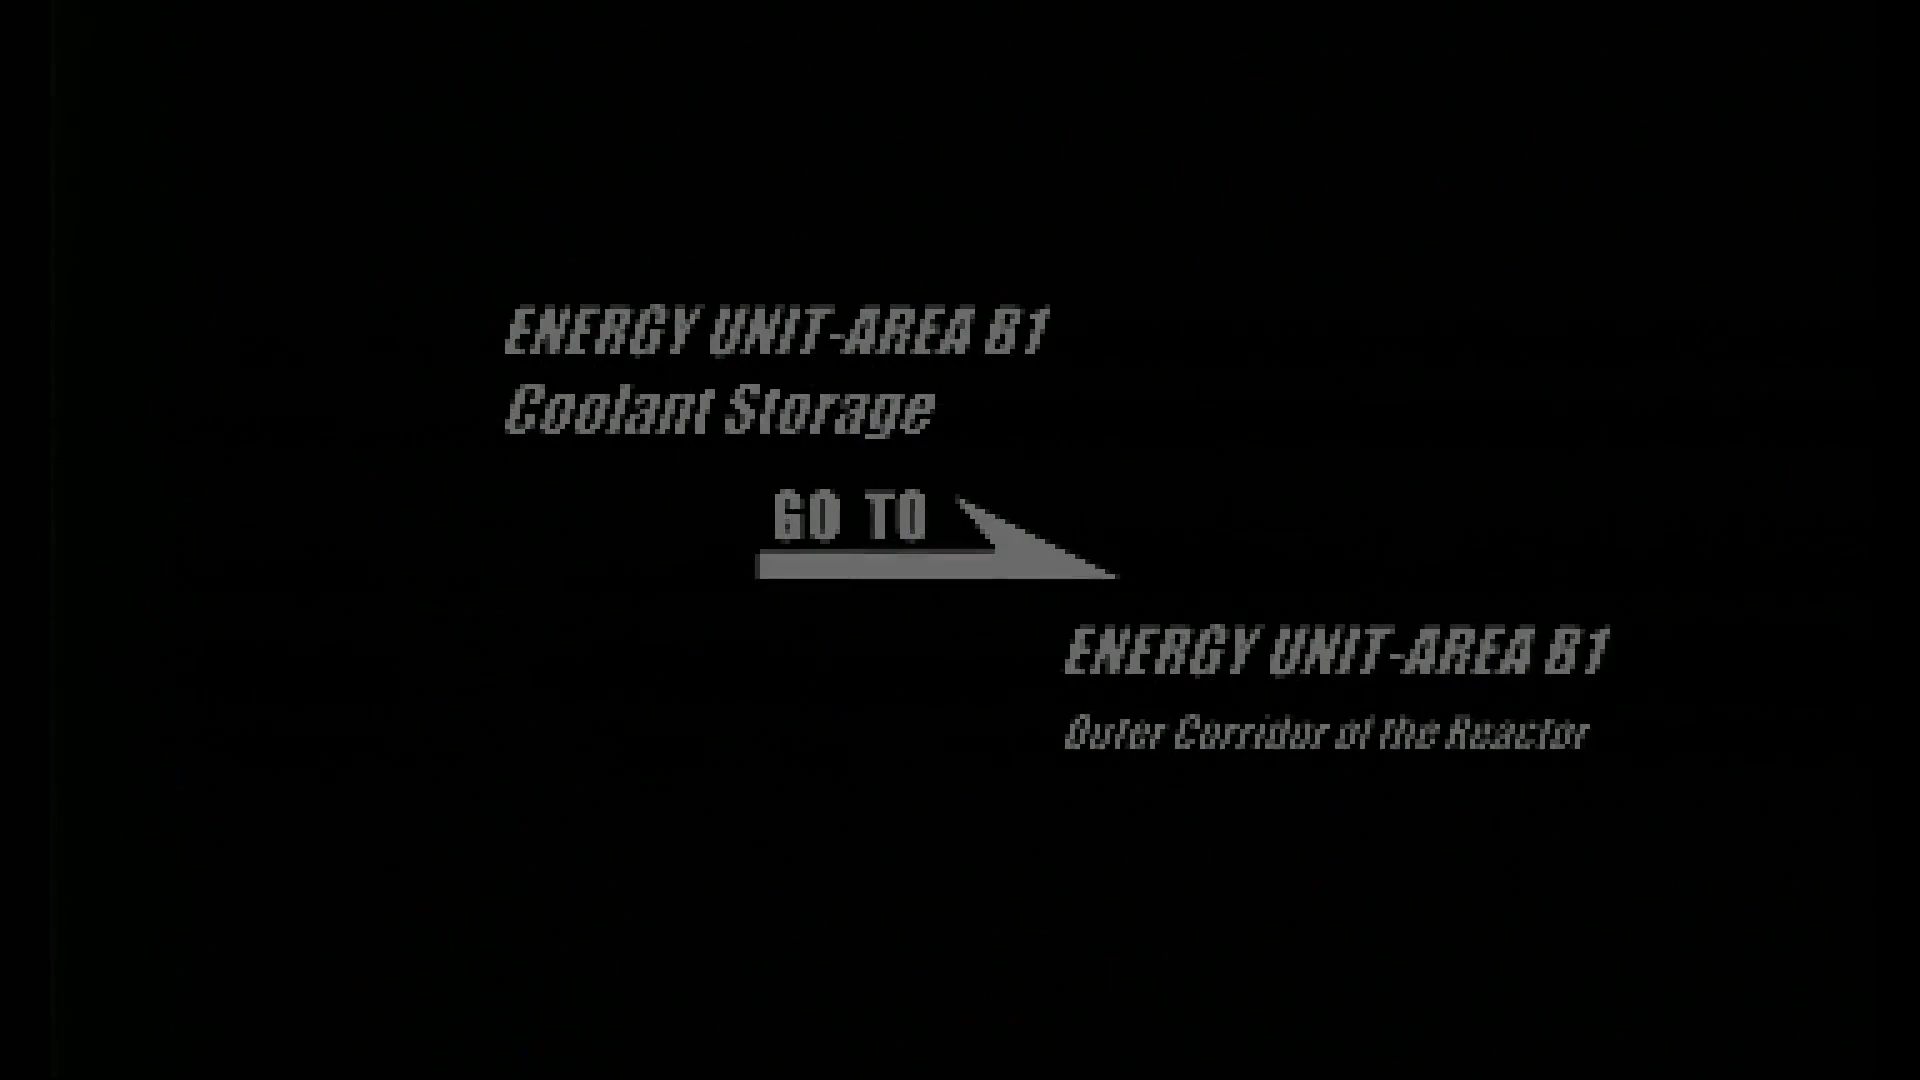 ENERGY UNIT-AREA B1
Coolant Storage
GO TO
ENERGY UNIT-AREA B1
Outer Corridor of the Reactor